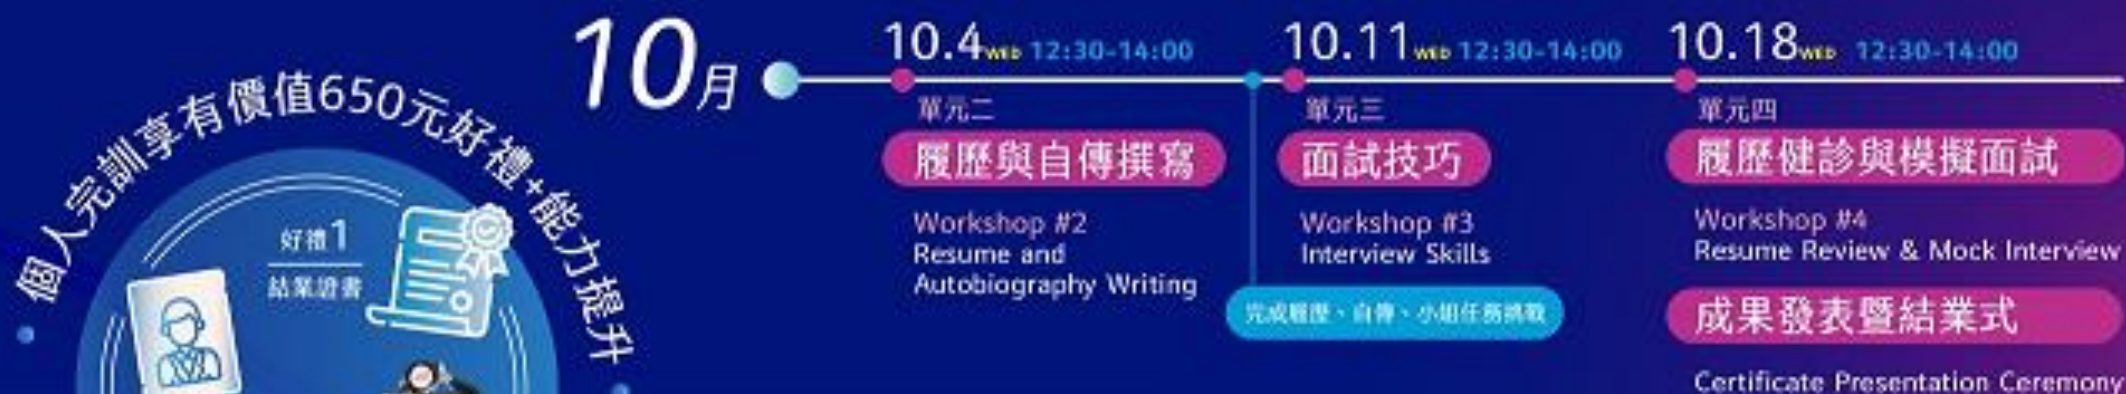 個人完訓享有價值650元好禮+能力提升
好禮1
結業證書
10月
10.4 WED 12:30-14:00
單元二
履歷與自傳撰寫
Workshop #2
Resume and
Autobiography Writing
10.11 WED 12:30-14:00
單元三
面試技巧
Workshop #3
Interview Skills
完成履歷、自傳、小組任務挑戰
10.18 WED 12:30-14:00
單元四
履歷健診與模擬面試
Workshop #4
Resume Review & Mock Interview
成果發表暨結業式
Certificate Presentation Ceremony